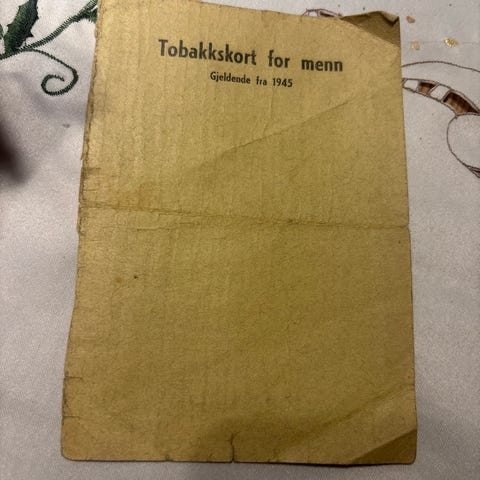 Tobakkskort for menn
Gjeldende fra 1945